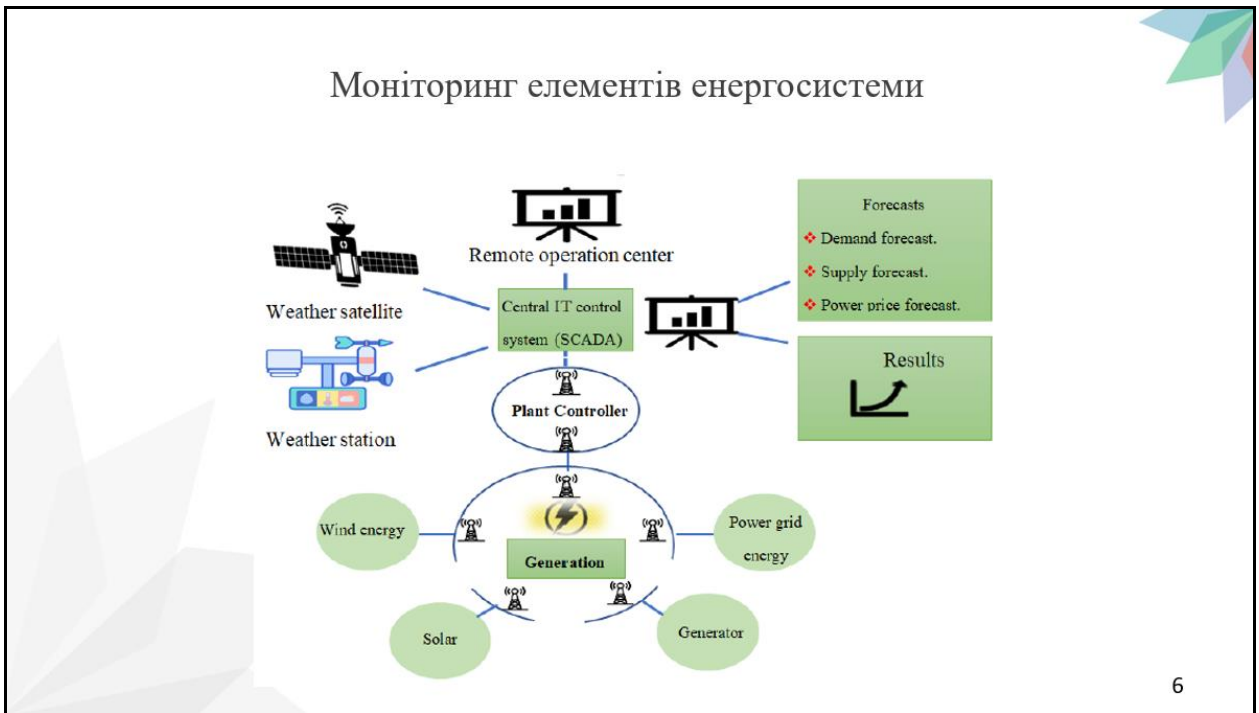 Моніторинг елементів енергосистеми
Remote operation center
Weather satellite
Central IT control
system (SCADA)
Forecasts
Demand forecast.
Supply forecast.
Power price forecast.
Results
Weather station
Plant Controller
Wind energy
Power grid
energy
Generation
Solar
Generator
6